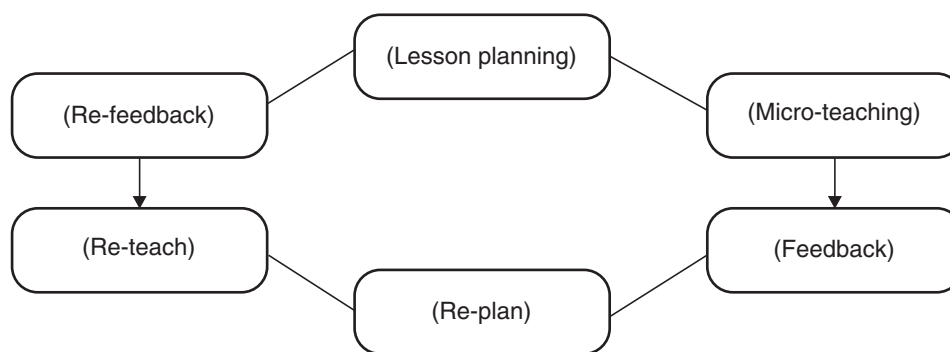 (Lesson planning)
(Re-feedback)
(Micro-teaching)
(Re-teach)
(Feedback)
(Re-plan)